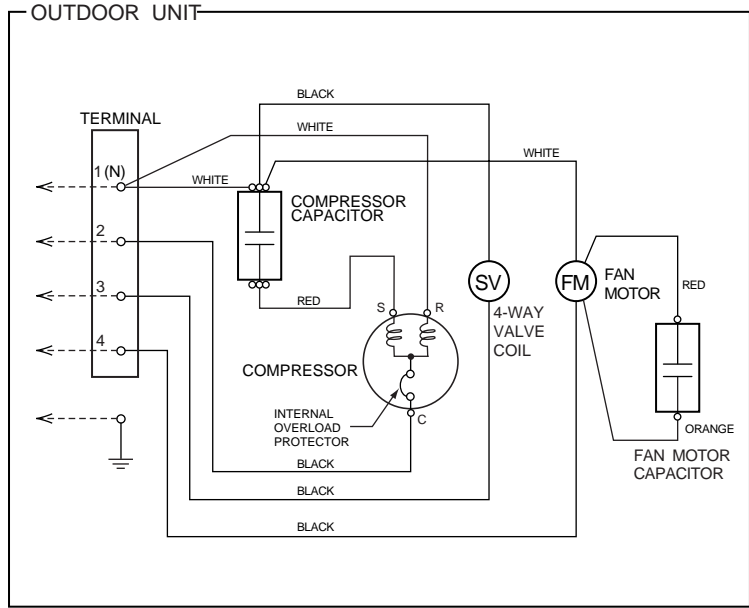 OUTDOOR UNIT
BLACK
TERMINAL
WHITE
WHITE
1 (N)
WHITE
COMPRESSOR
CAPACITOR
2
SV
FM
FAN
MOTOR
RED
3
RED
S
R
4-WAY
VALVE
COIL
4
COMPRESSOR
INTERNAL
OVERLOAD
PROTECTOR
C
ORANGE
FAN MOTOR
CAPACITOR
BLACK
BLACK
BLACK